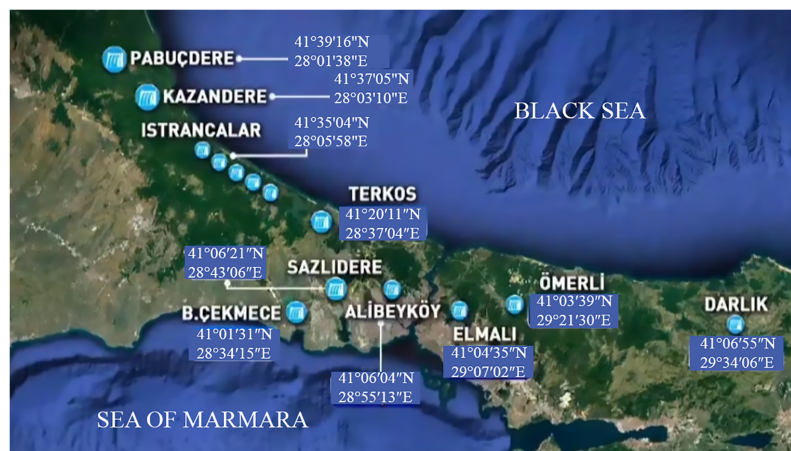 PABUÇDERE
41°39'16"N
28°01'38"E
KAZANDERE
41°37'05"N
28°03'10"E
ISTRANCALAR
41°35'04"N
28°05'58"E
BLACK SEA
TERKOS
41°20'11"N
28°37'04"E
41°06'21"N
28°43'06"E
SAZLIDERE
B.ÇEKMECE
41°01'31"N
28°34'15"E
ALİBEYKÖY
41°06'04"N
28°55'13"E
ELMALI
41°04'35"N
29°07'02"E
ÖMERLİ
41°03'39"N
29°21'30"E
DARLIK
41°06'55"N
29°34'06"E
SEA OF MARMARA